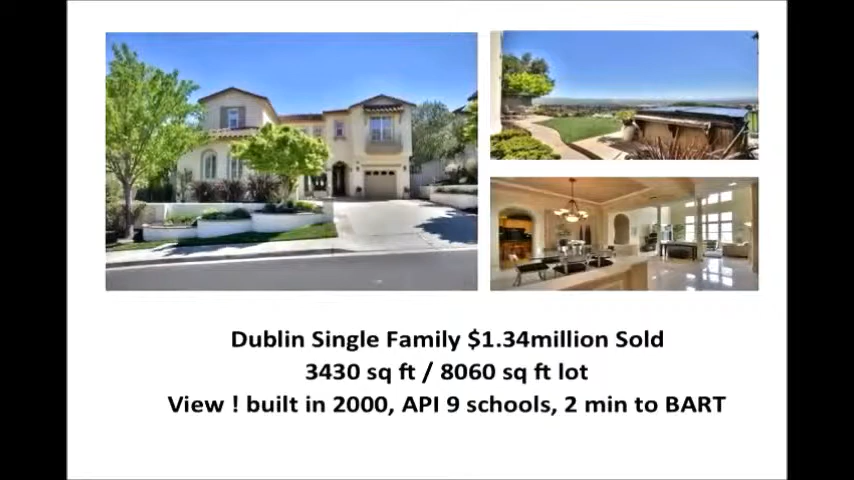 Dublin Single Family $1.34million Sold
3430 sq ft / 8060 sq ft lot
View ! built in 2000, API 9 schools, 2 min to BART